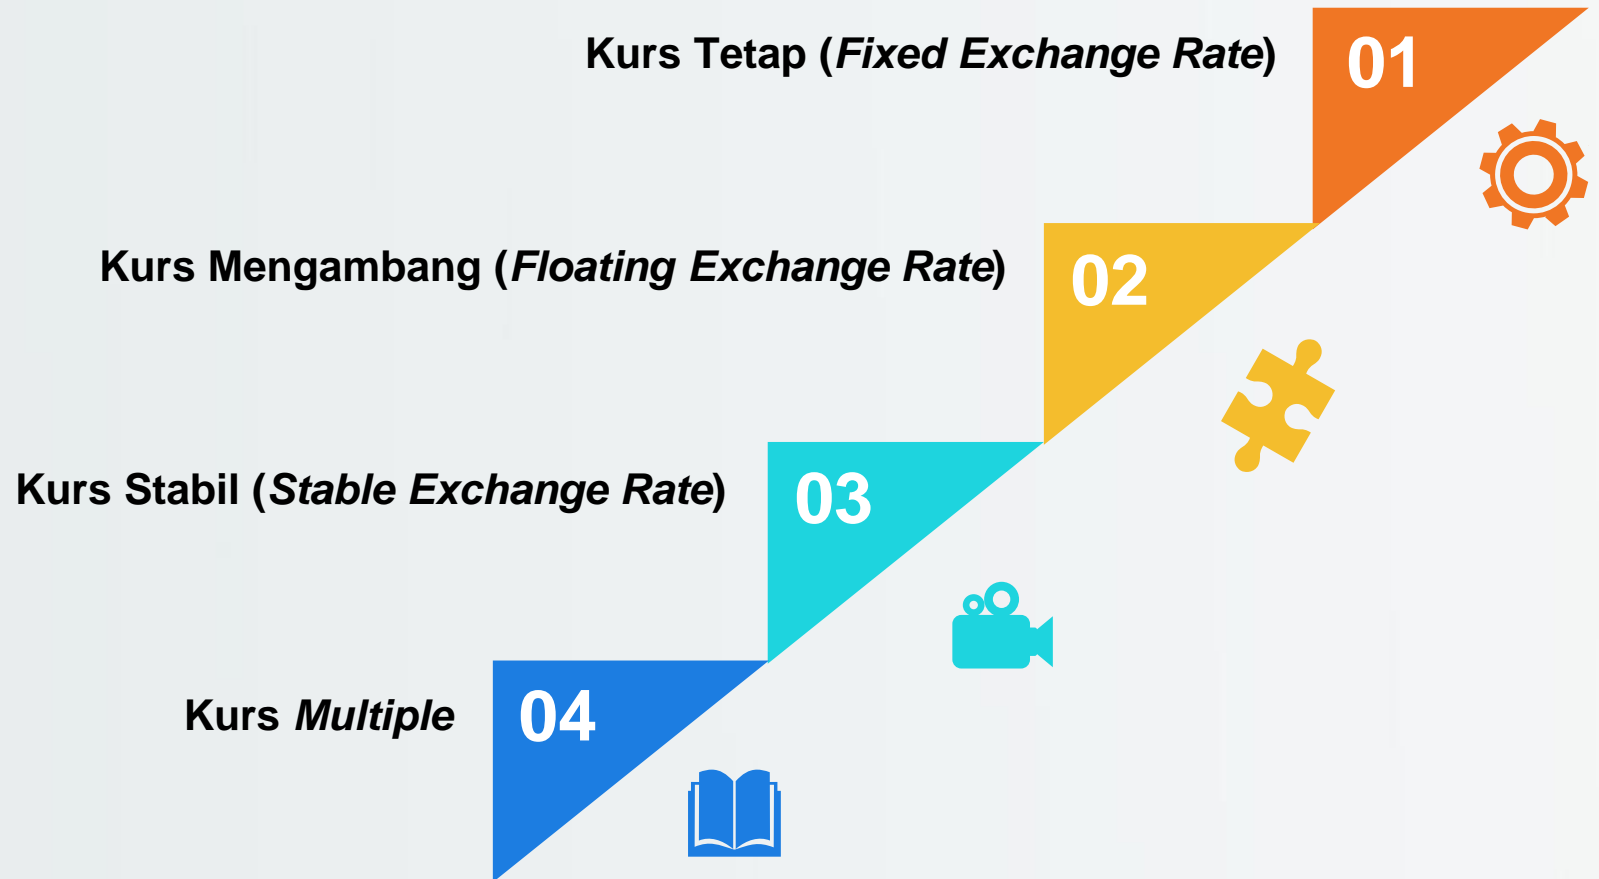 Kurs Tetap (Fixed Exchange Rate) 01
Kurs Mengambang (Floating Exchange Rate) 02
Kurs Stabil (Stable Exchange Rate) 03
Kurs Multiple 04